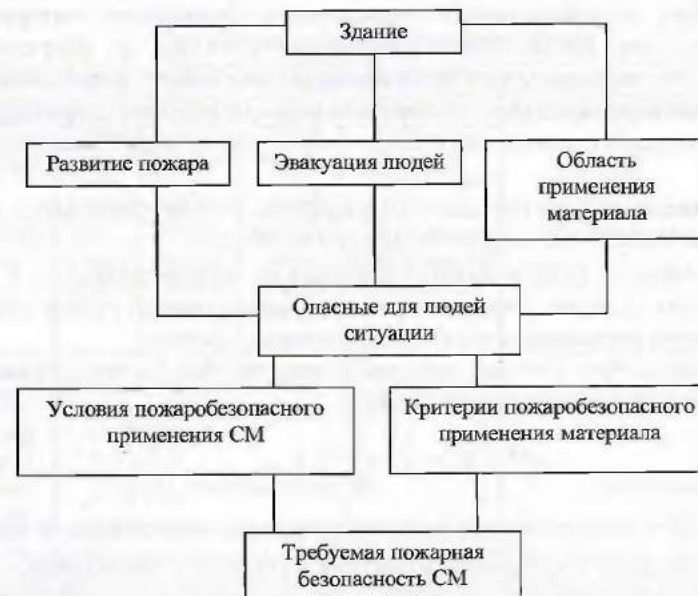 Здание
Развитие пожара
Эвакуация людей
Область
применения
материала
Опасные для людей
ситуации
Условия пожаробезопасного
применения СМ
Критерии пожаробезопасного
применения материала
Требуемая пожарная
безопасность СМ